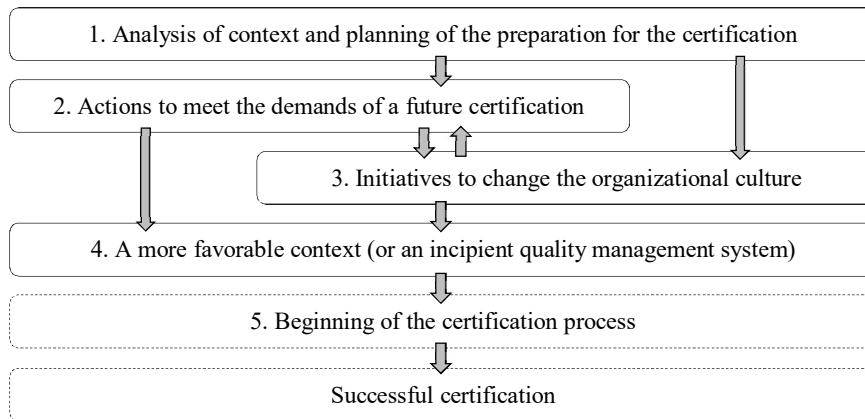 1. Analysis of context and planning of the preparation for the certification
2. Actions to meet the demands of a future certification
3. Initiatives to change the organizational culture
4. A more favorable context (or an incipient quality management system)
5. Beginning of the certification process
Successful certification